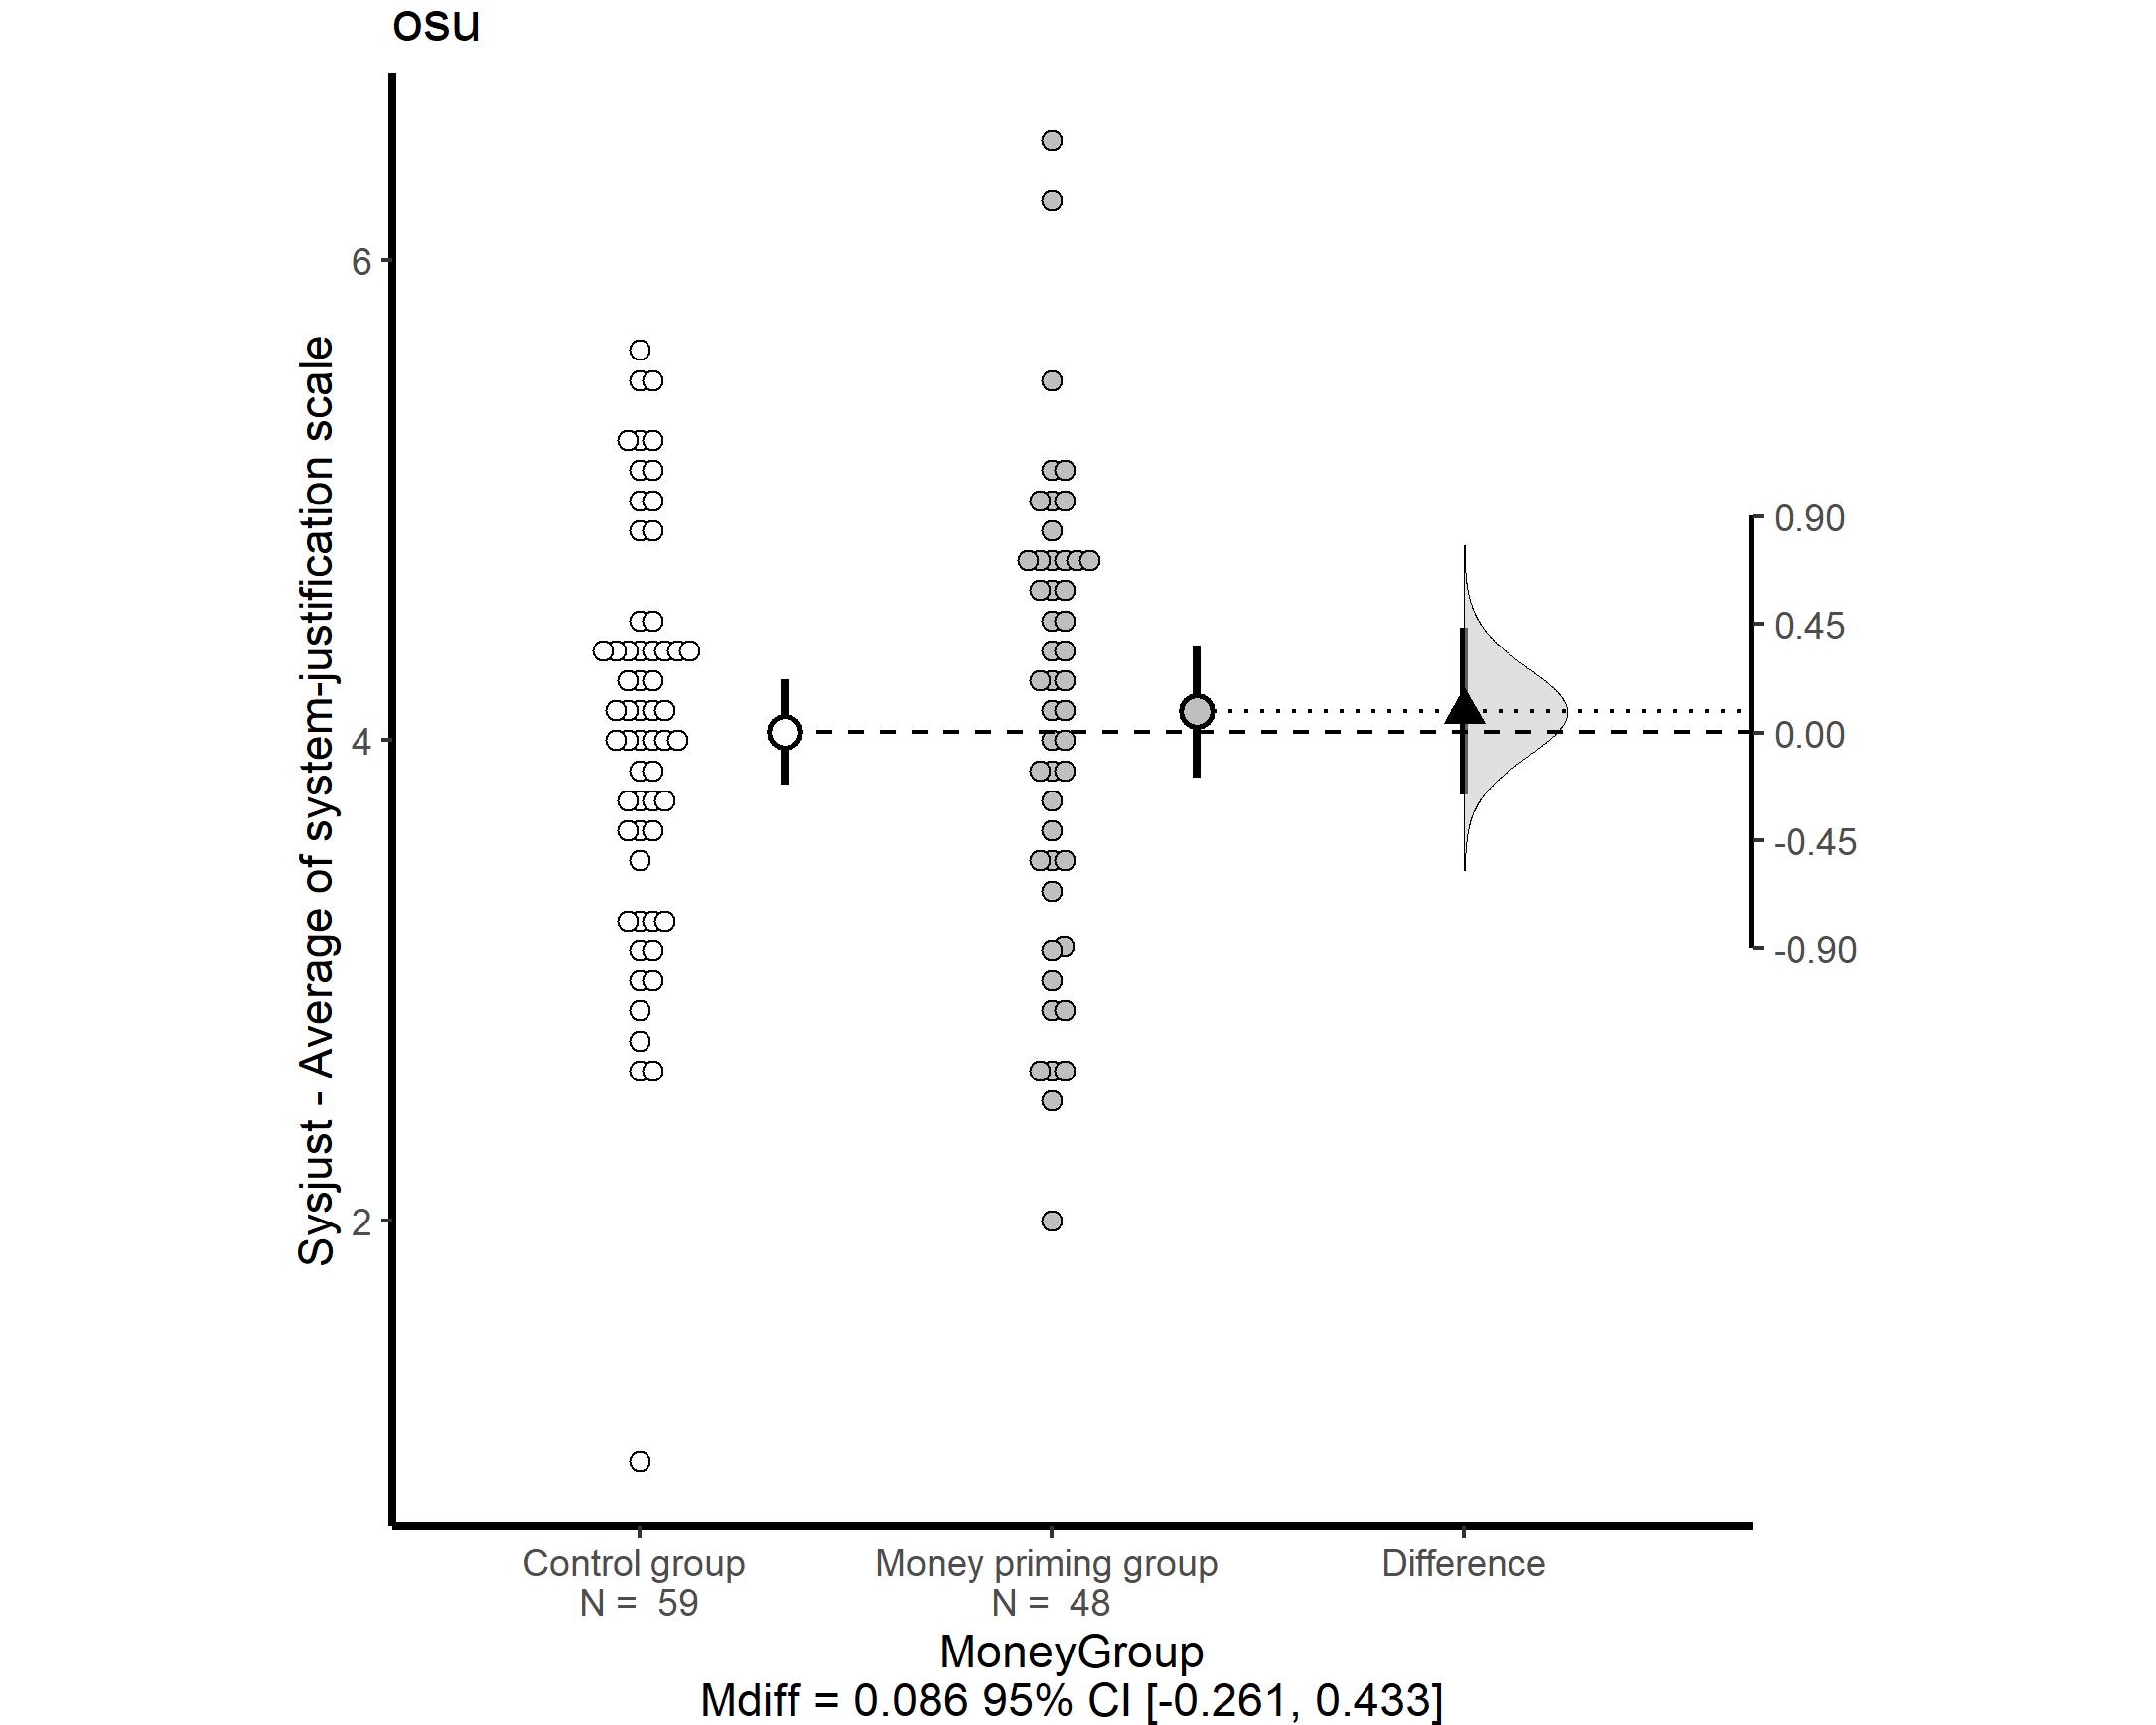 osu
Sysjust - Average of system-justification scale
6
4
2
0.90
0.45
0.00
-0.45
-0.90
Control group
N =  59
Money priming group
N =  48
Difference
MoneyGroup
Mdiff = 0.086 95% CI [-0.261, 0.433]